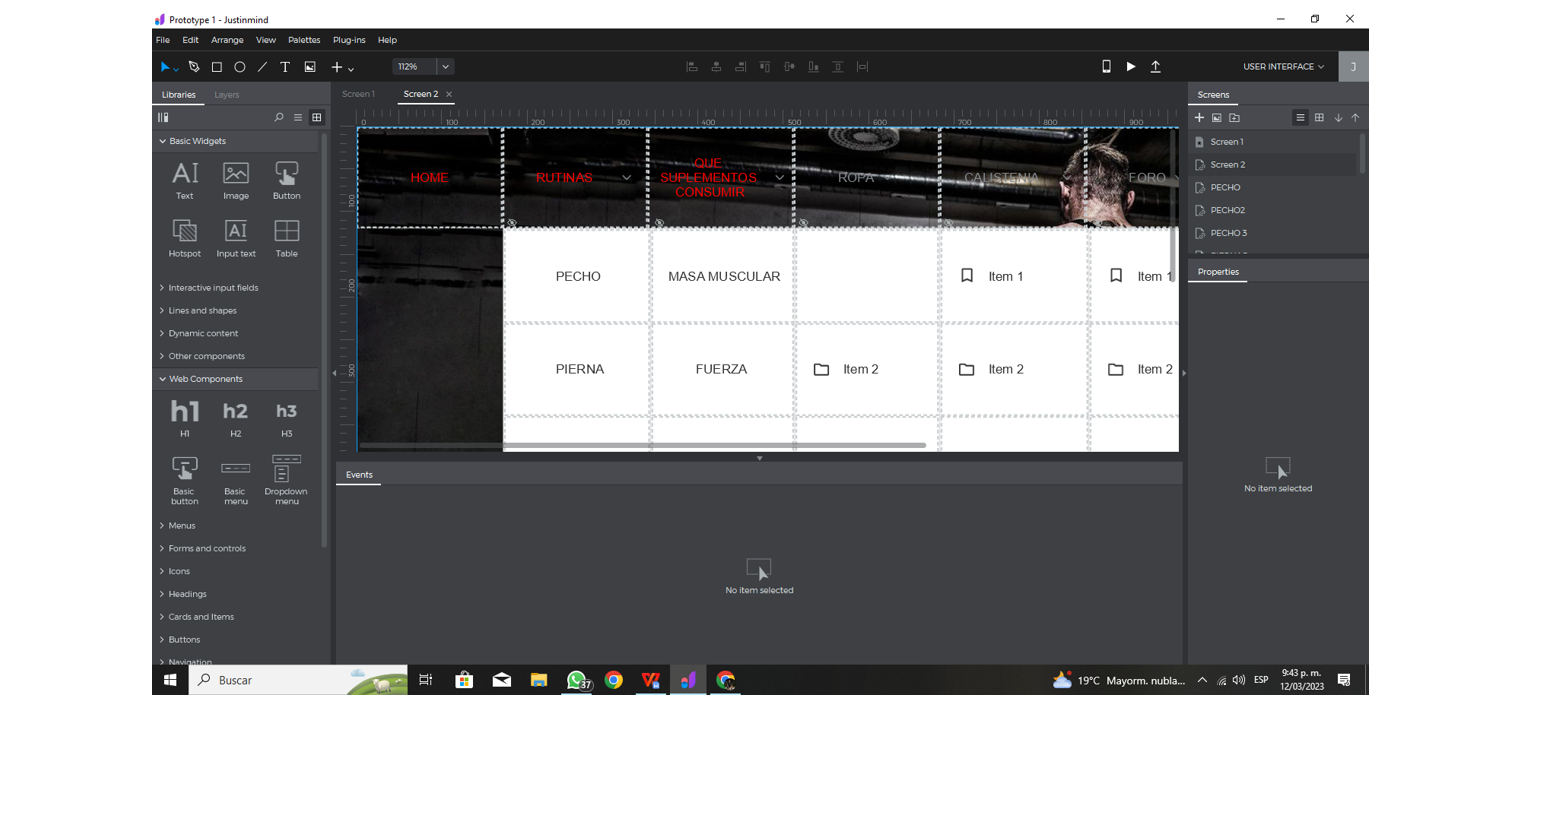 Prototype 1 - Justinmind
File Edit Arrange View Palettes Plug-ins Help
112%
USER INTERFACE
J
Libraries Layers
Screen 1 Screen 2
Screens
0 100 200 300 400 500 600 700 800 900
100
200
300
Basic Widgets
Text Image Button
Hotspot Input text Table
Interactive input fields
Lines and shapes
Dynamic content
Other components
Web Components
h1 h2 h3
H1 H2 H3
Basic button
Basic menu
Dropdown menu
Menus
Forms and controls
Icons
Headings
Cards and Items
Buttons
Navigation
HOME
RUTINAS
QUE
SUPLEMENTOS
CONSUMIR
ROPA
CALISTENIA
FORO
PECHO MASA MUSCULAR Item 1 Item 1
PIERNA FUERZA Item 2 Item 2 Item 2
Events
No item selected
Screen 1
Screen 2
PECHO
PECHO2
PECHO 3
Properties
No item selected
Buscar
37
19°C Mayorm. nubla...
ESP
9:43 p. m.
12/03/2023